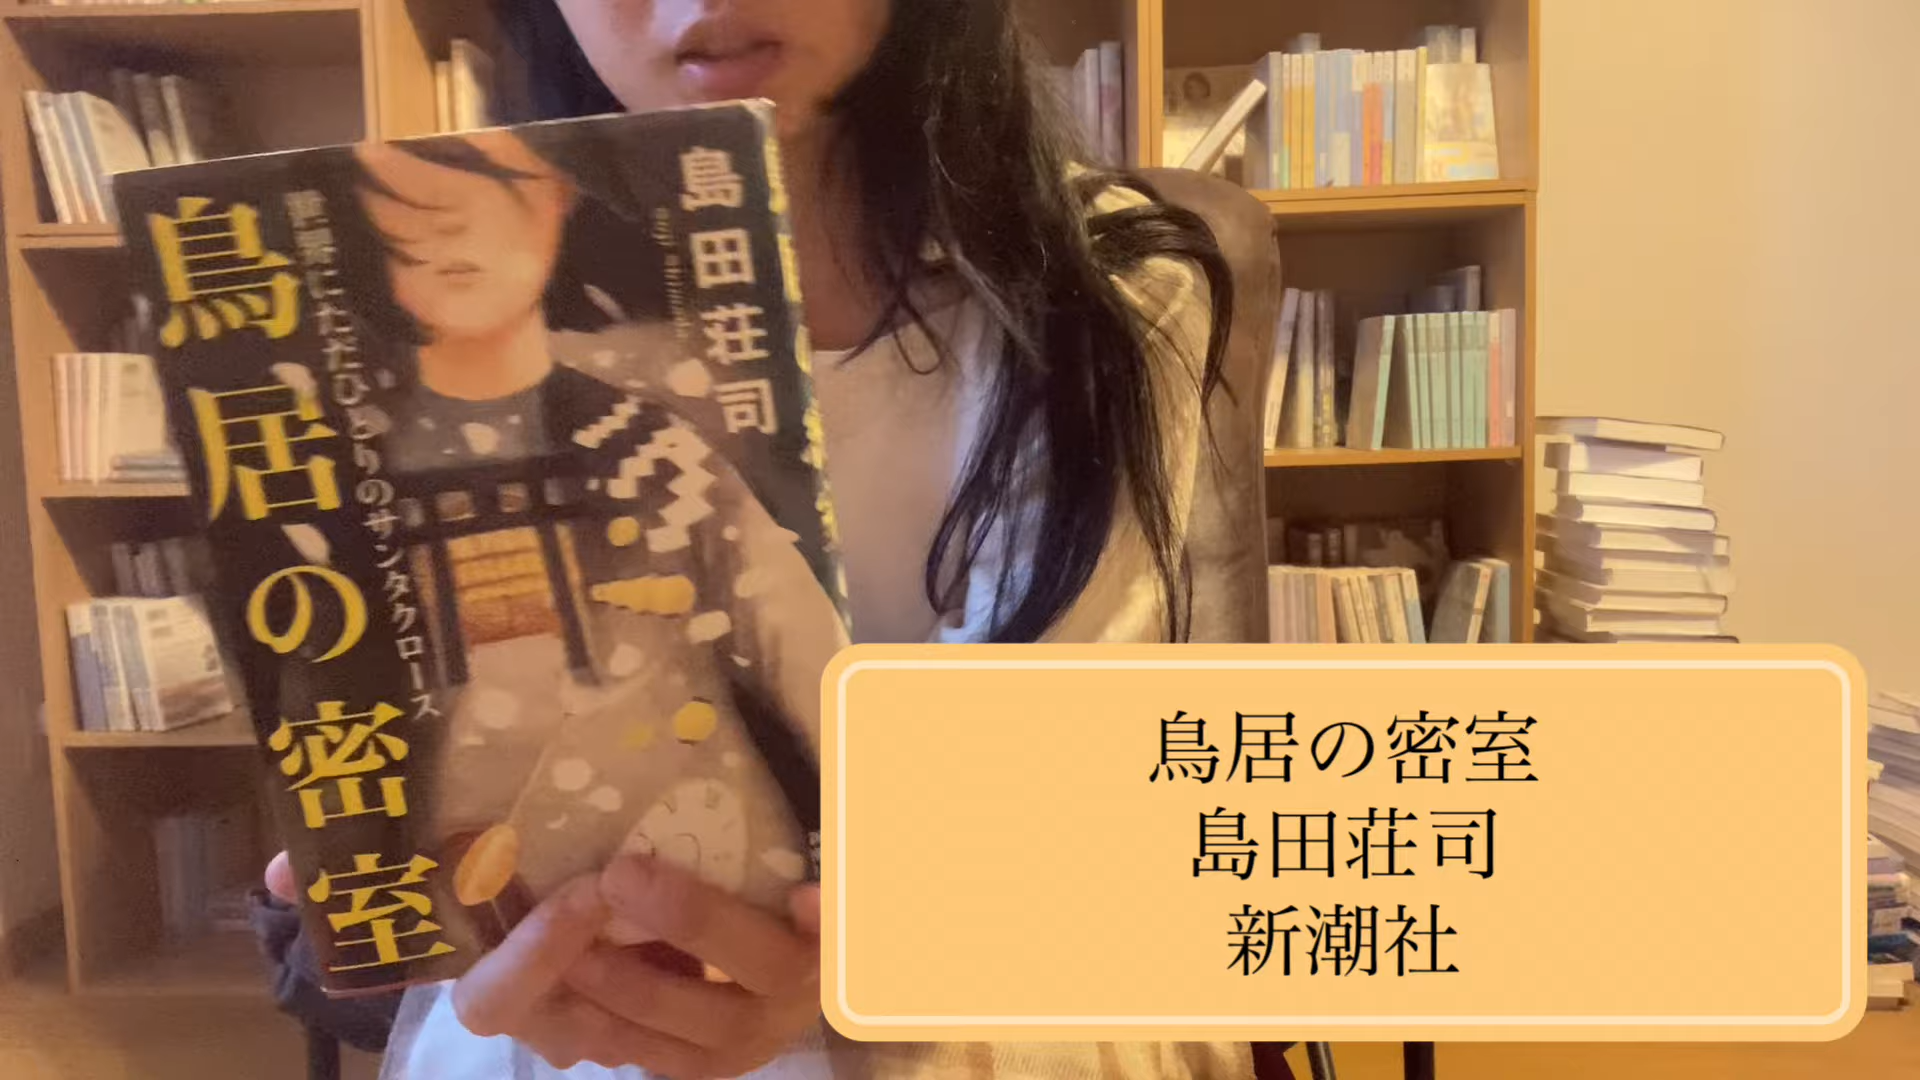 鳥居の密室
世界にただひとりのサンタクロース
島田荘司
鳥居の密室
島田荘司
新潮社